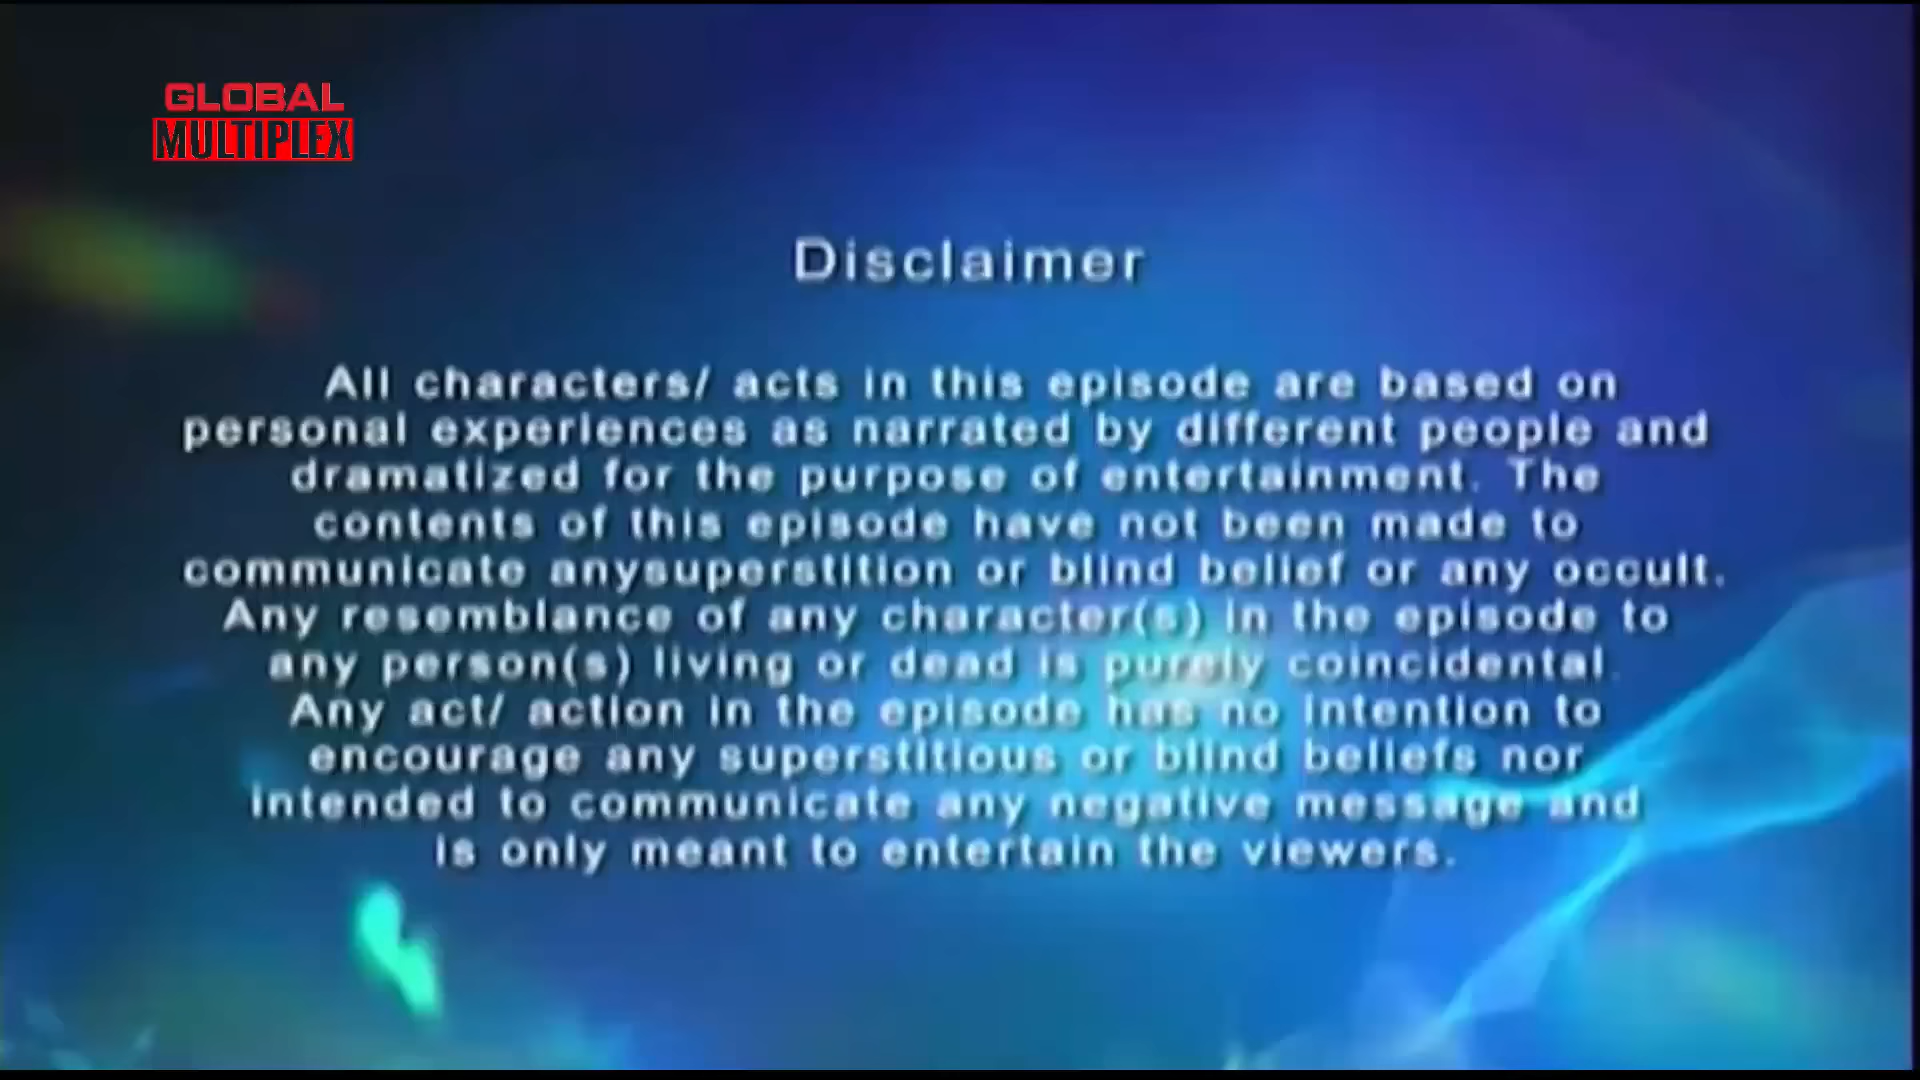 GLOBAL
MULTIPLEX
Disclaimer
All characters/ acts in this episode are based on
personal experiences as narrated by different people and
dramatized for the purpose of entertainment. The
contents of this episode have not been made to
communicate anysuperstition or blind belief or any occult.
Any resemblance of any character(s) in the episode to
any person(s) living or dead is purely coincidental.
Any act/ action in the episode has no intention to
encourage any superstitious or blind beliefs nor
intended to communicate any negative message and
is only meant to entertain the viewers.